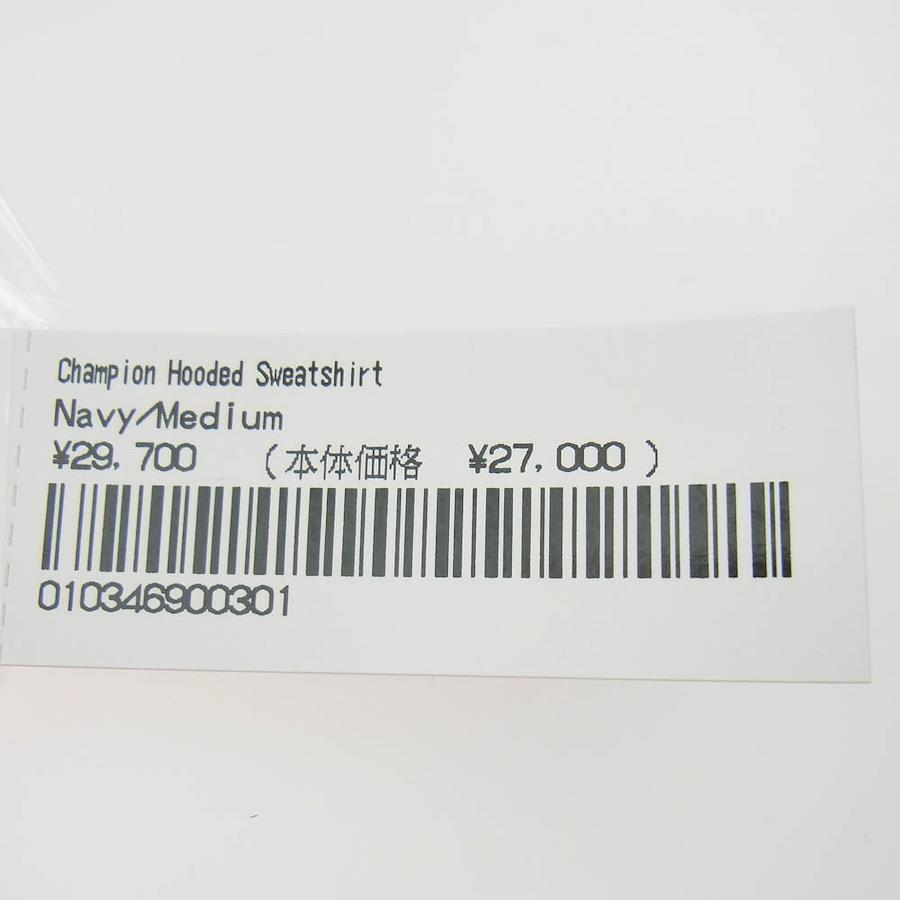 Champion Hooded Sweatshirt
Navy/Medium
¥29,700 (本体価格 ¥27,000)
010346900301